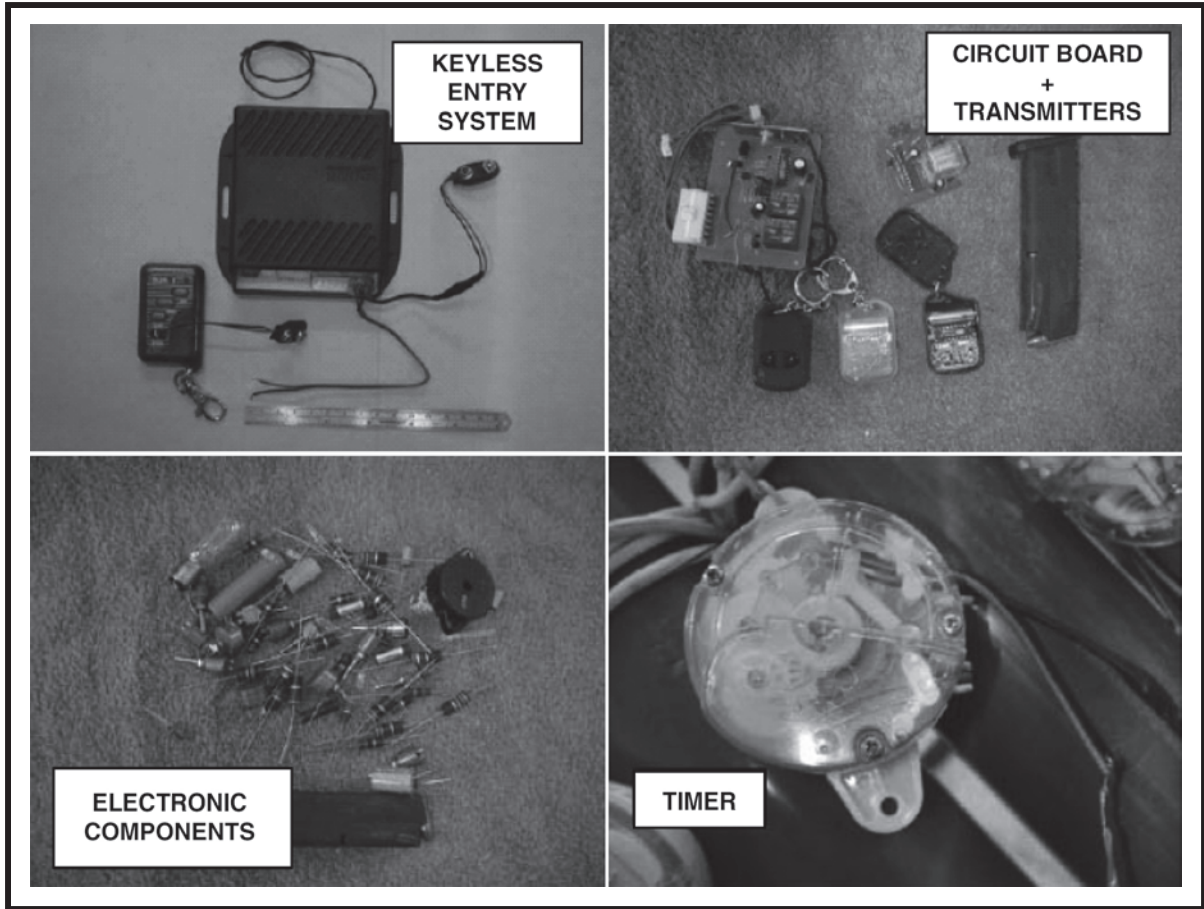 KEYLESS
ENTRY
SYSTEM
CIRCUIT BOARD
+
TRANSMITTERS
ELECTRONIC
COMPONENTS
TIMER